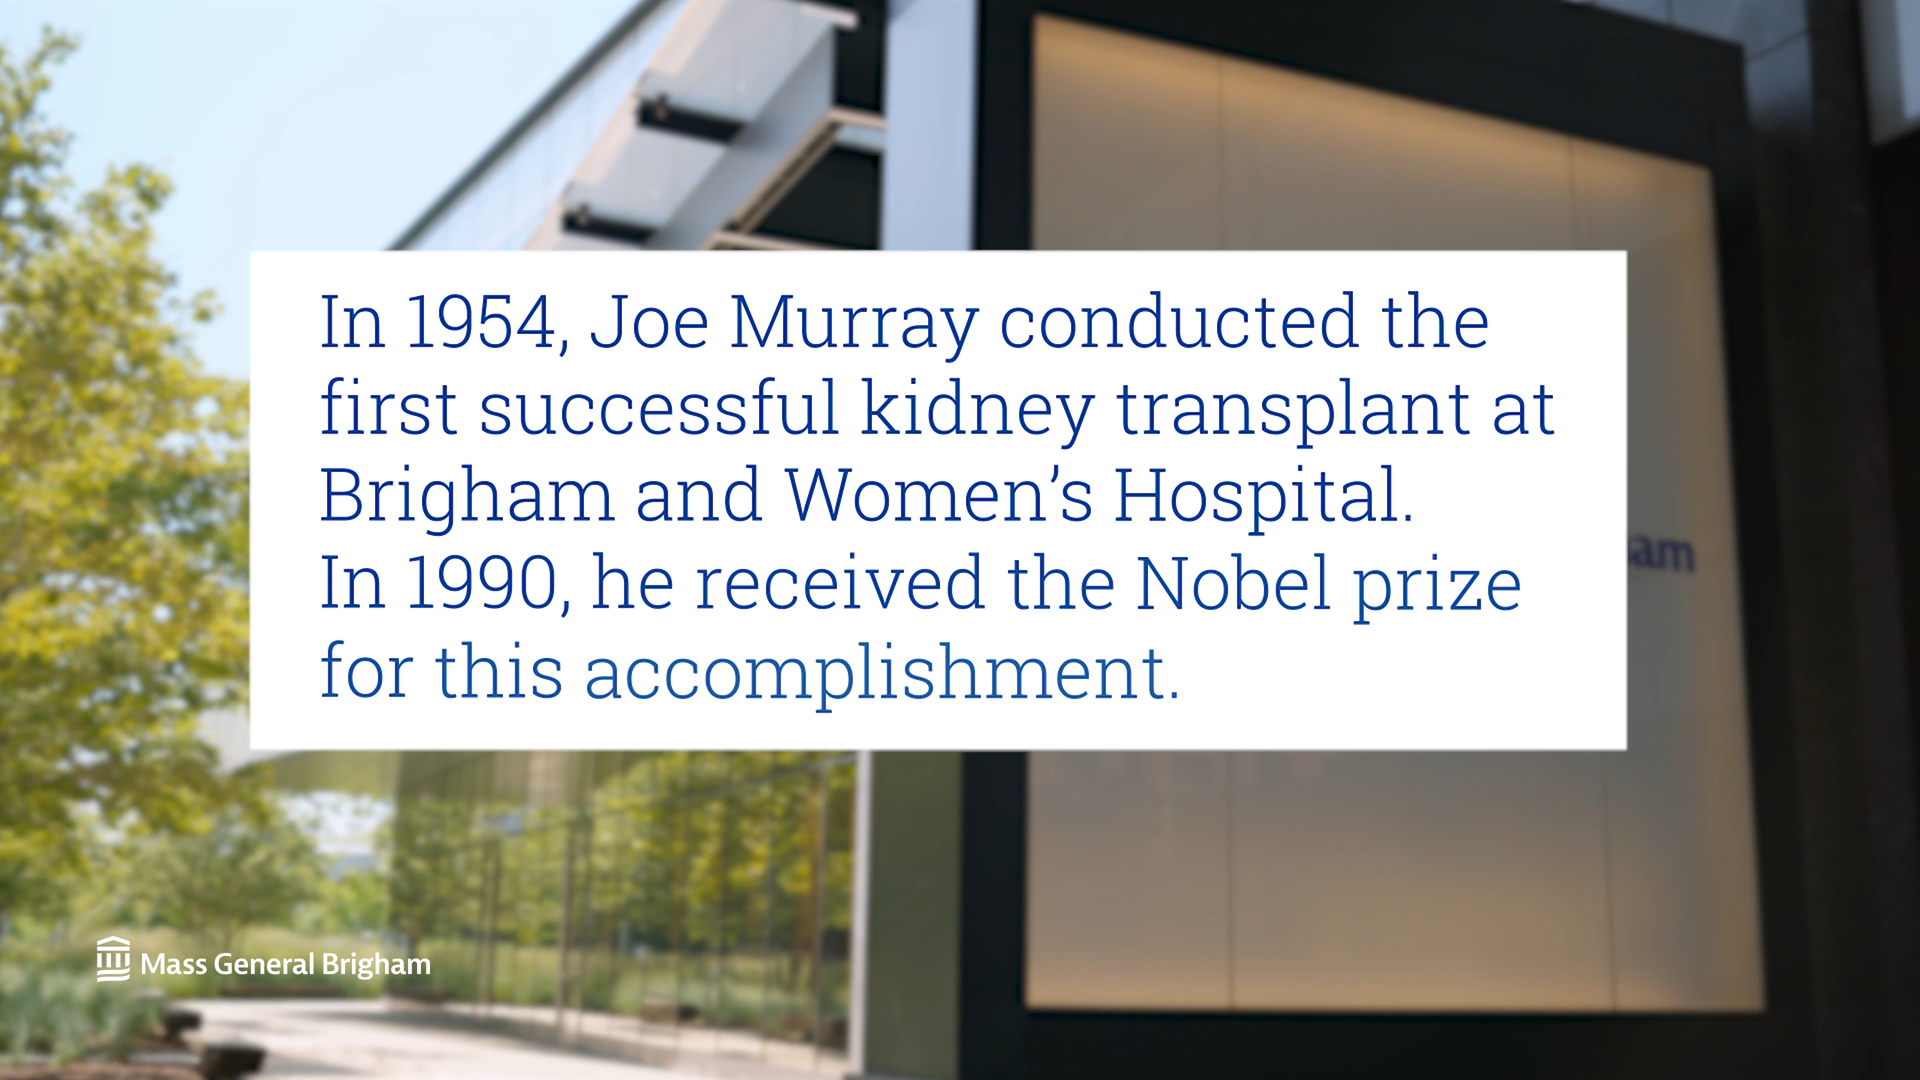 In 1954, Joe Murray conducted the
first successful kidney transplant at
Brigham and Women’s Hospital.
In 1990, he received the Nobel prize
for this accomplishment.
am
Mass General Brigham